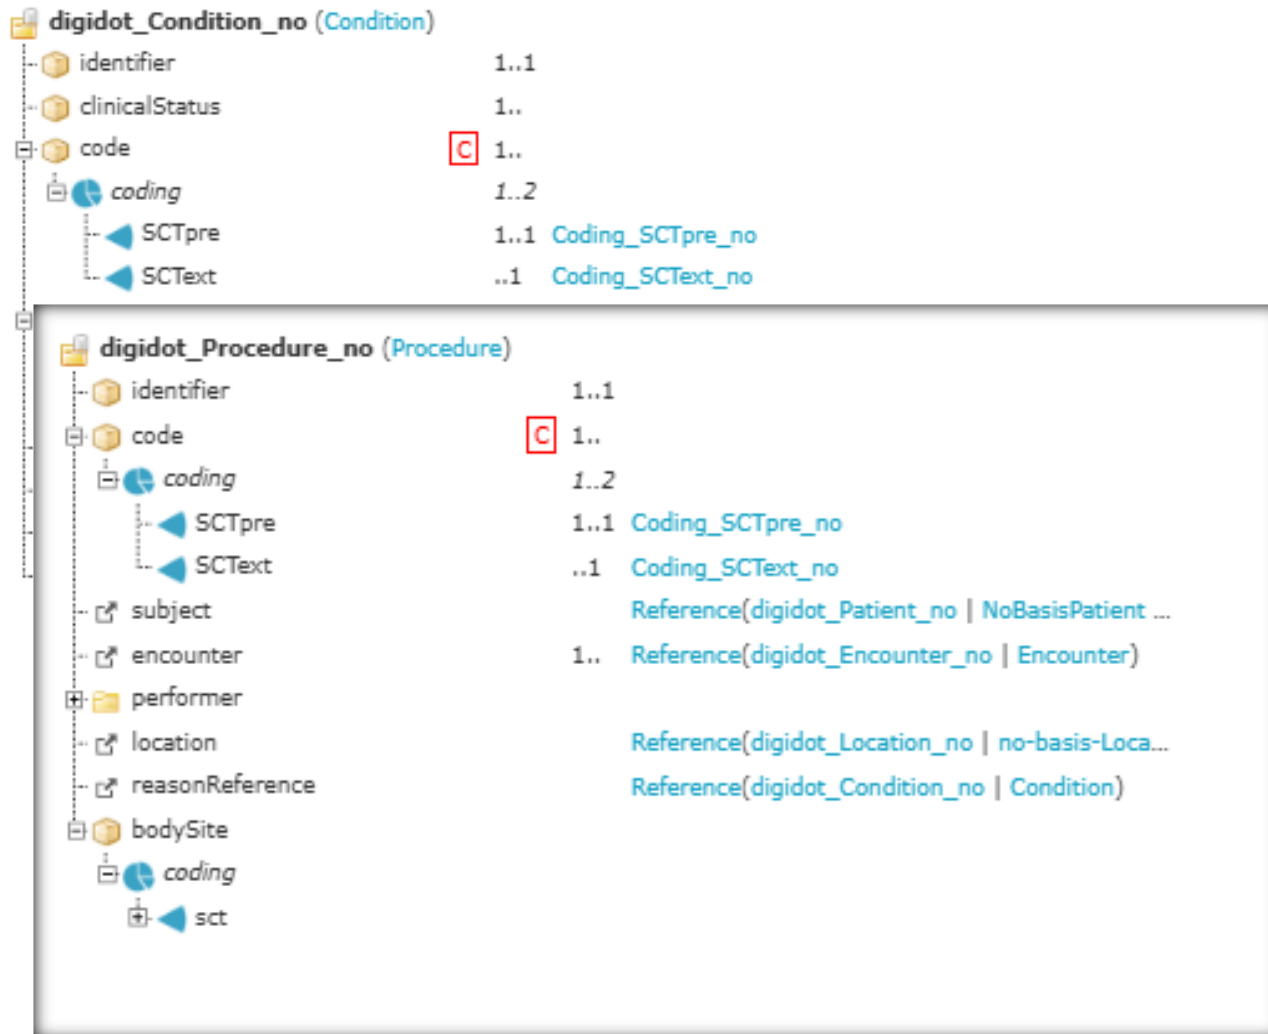 digidot_Condition_no (Condition)
identifier 1..1
clinicalStatus 1..
code C 1..
coding 1..2
SCTpre 1..1 Coding_SCTpre_no
SCText ..1 Coding_SCText_no
digidot_Procedure_no (Procedure)
identifier 1..1
code C 1..
coding 1..2
SCTpre 1..1 Coding_SCTpre_no
SCText ..1 Coding_SCText_no
subject Reference(digidot_Patient_no | NoBasisPatient ...
encounter 1.. Reference(digidot_Encounter_no | Encounter)
performer
location Reference(digidot_Location_no | no-basis-Loca...
reasonReference Reference(digidot_Condition_no | Condition)
bodySite
coding
sct